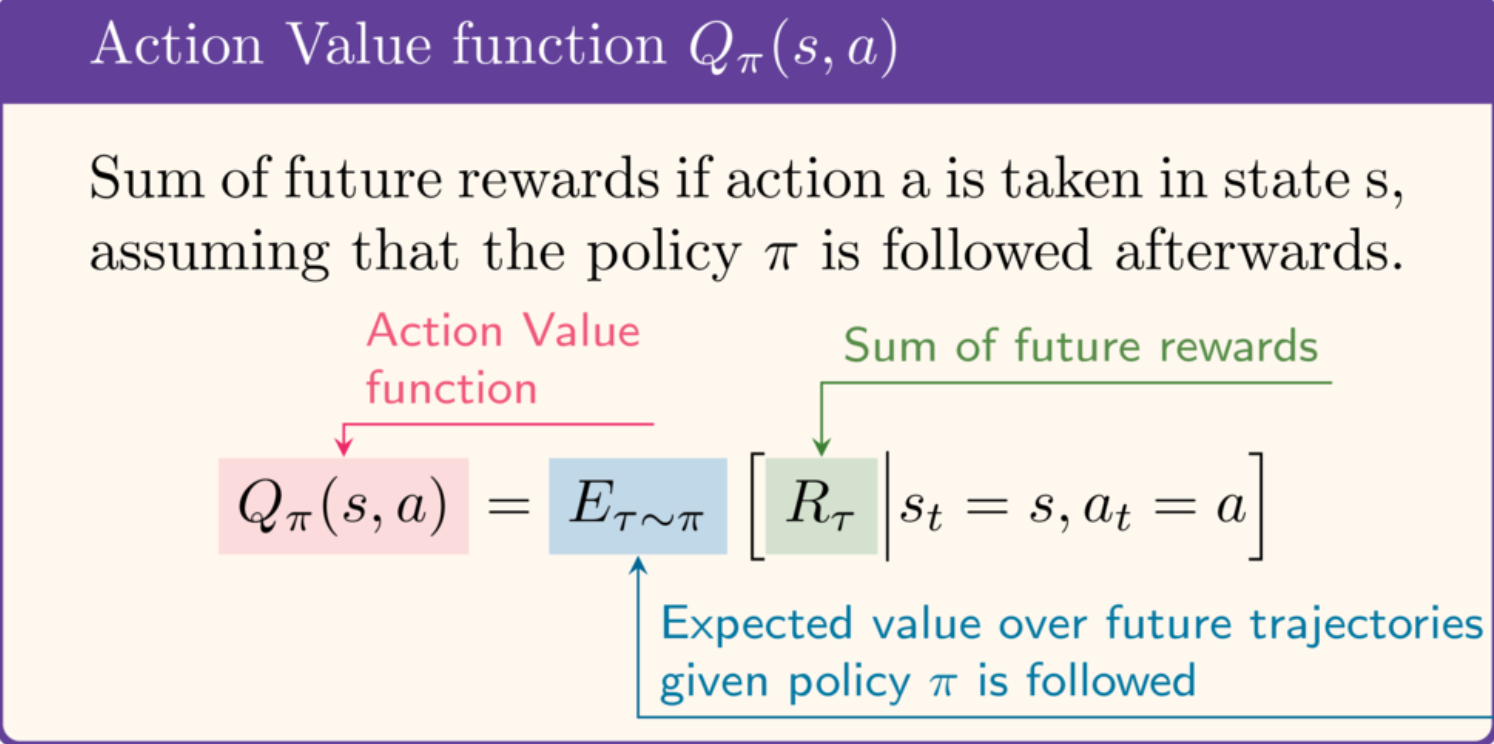 Action Value function Qπ(s, a)
Sum of future rewards if action a is taken in state s,
assuming that the policy π is followed afterwards.
Action Value
function
Sum of future rewards
Qπ(s, a) = Eτ∼π [Rτ | st = s, at = a]
Expected value over future trajectories
given policy π is followed